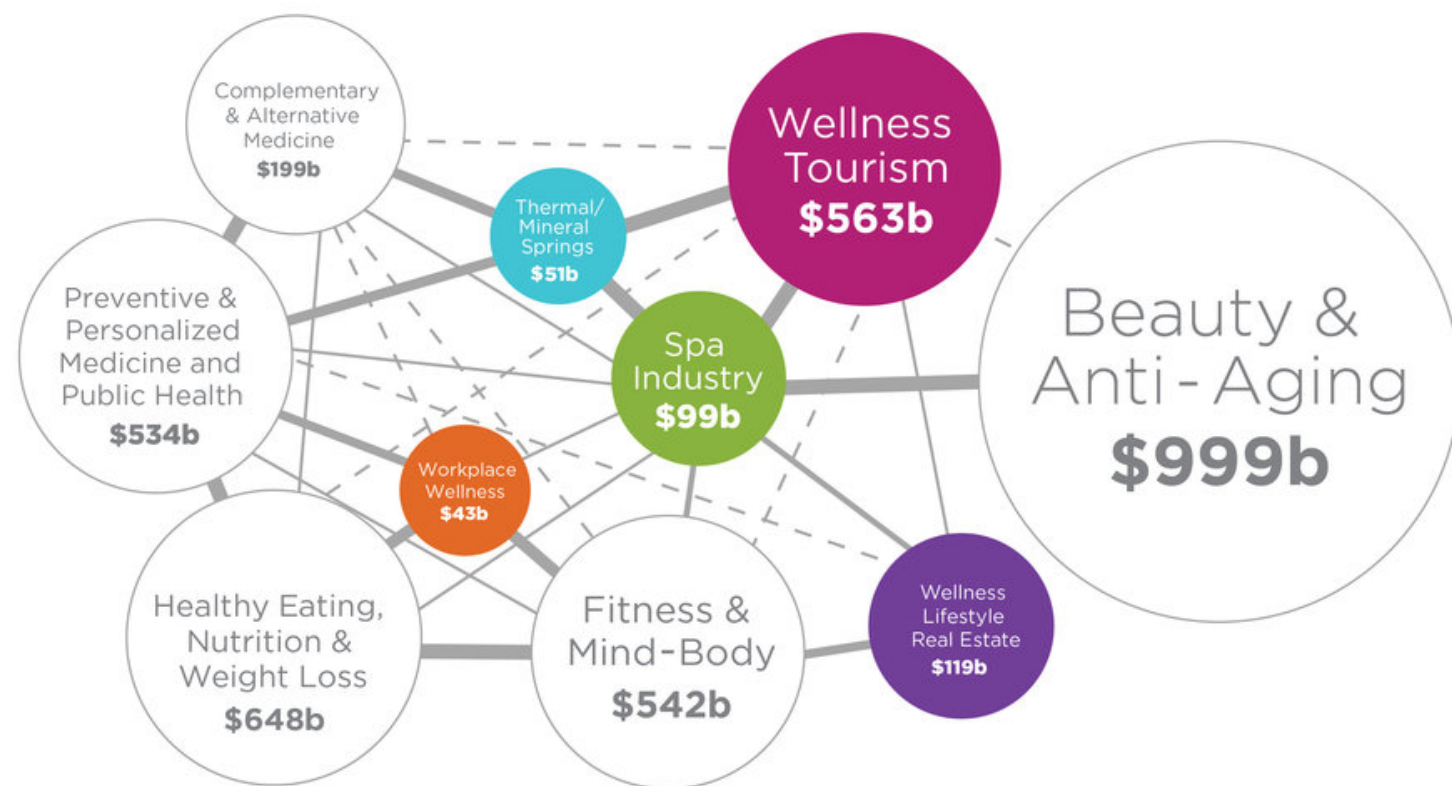 Complementary
& Alternative
Medicine
$199b
Wellness
Tourism
$563b
Thermal/
Mineral
Springs
$51b
Preventive &
Personalized
Medicine and
Public Health
$534b
Spa
Industry
$99b
Beauty &
Anti-Aging
$999b
Workplace
Wellness
$43b
Healthy Eating,
Nutrition &
Weight Loss
$648b
Fitness &
Mind-Body
$542b
Wellness
Lifestyle
Real Estate
$119b